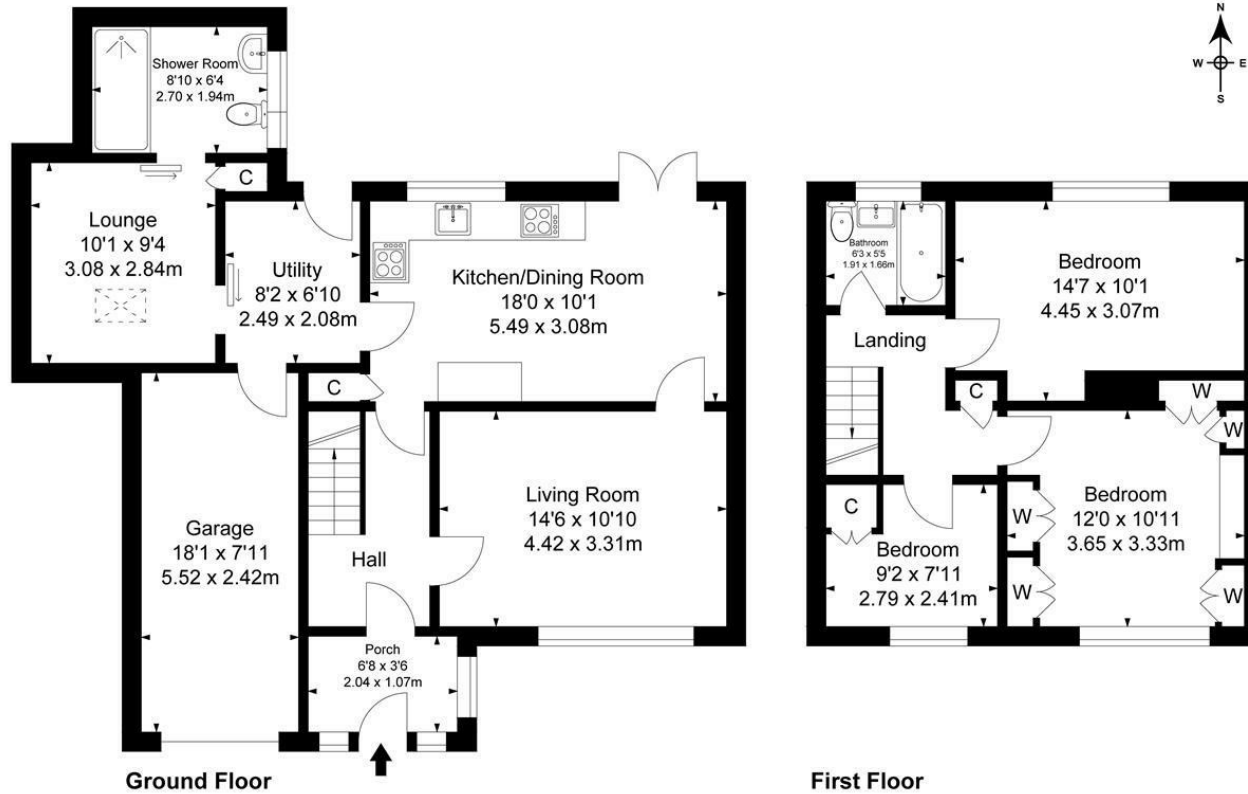 N
W E
S
Shower Room
8'10 x 6'4
2.70 x 1.94m
C
Lounge
10'1 x 9'4
3.08 x 2.84m
Utility
8'2 x 6'10
2.49 x 2.08m
Kitchen/Dining Room
18'0 x 10'1
5.49 x 3.08m
C
Garage
18'1 x 7'11
5.52 x 2.42m
Hall
Living Room
14'6 x 10'10
4.42 x 3.31m
Porch
6'8 x 3'6
2.04 x 1.07m
Ground Floor
Bathroom
6'3 x 5'5
1.91 x 1.66m
Bedroom
14'7 x 10'1
4.45 x 3.07m
Landing
C
W
W
C
Bedroom
9'2 x 7'11
2.79 x 2.41m
W
Bedroom
12'0 x 10'11
3.65 x 3.33m
W
W
First Floor